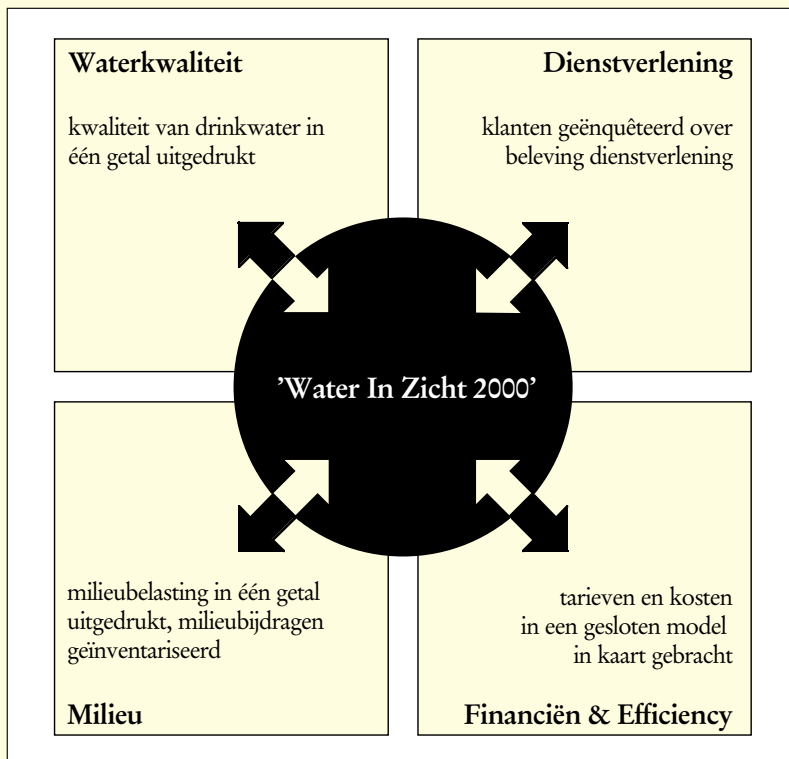 Waterkwaliteit
kwaliteit van drinkwater in
één getal uitgedrukt
Dienstverlening
klanten geënquêteerd over
beleving dienstverlening
’Water In Zicht 2000’
milieubelasting in één getal
uitgedrukt, milieubijdragen
geïnventariseerd
Milieu
tarieven en kosten
in een gesloten model
in kaart gebracht
Financiën & Efficiency